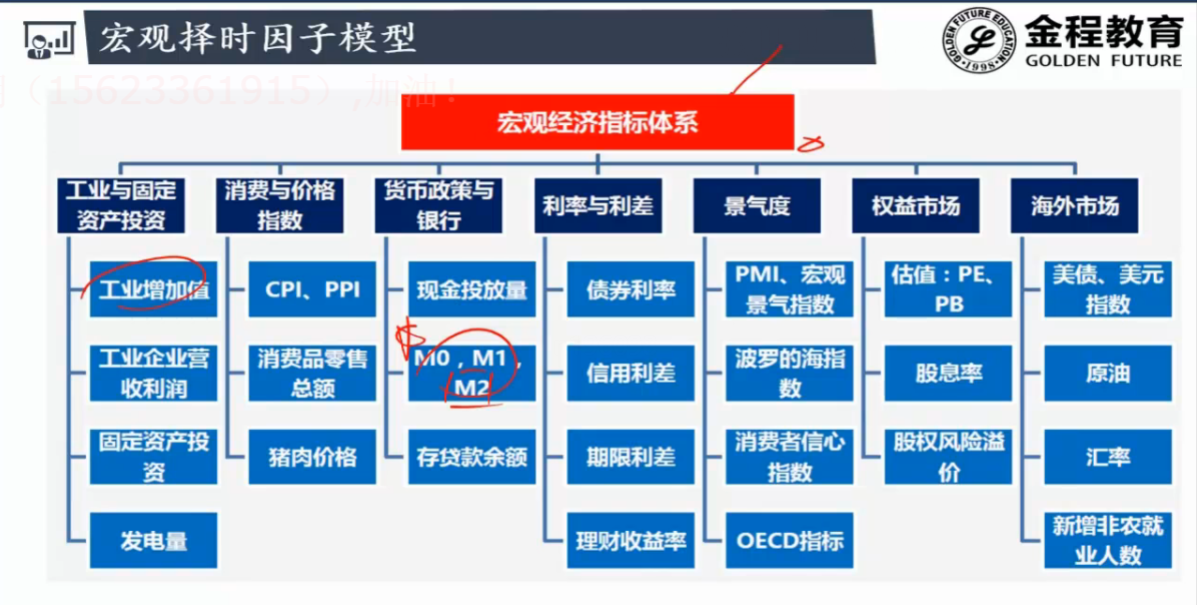 宏观择时因子模型
GOLDEN FUTURE EDUCATION
·1998·
金程教育
GOLDEN FUTURE
(15623361915),加油!
宏观经济指标体系
工业与固定
资产投资
工业增加值
工业企业营
收利润
固定资产投
资
发电量
消费与价格
指数
CPI、PPI
消费品零售
总额
猪肉价格
货币政策与
银行
现金投放量
M0，M1，
M2
存贷款余额
利率与利差
债券利率
信用利差
期限利差
理财收益率
景气度
PMI、宏观
景气指数
波罗的海指
数
消费者信心
指数
OECD指标
权益市场
估值：PE、
PB
股息率
股权风险溢
价
海外市场
美债、美元
指数
原油
汇率
新增非农就
业人数